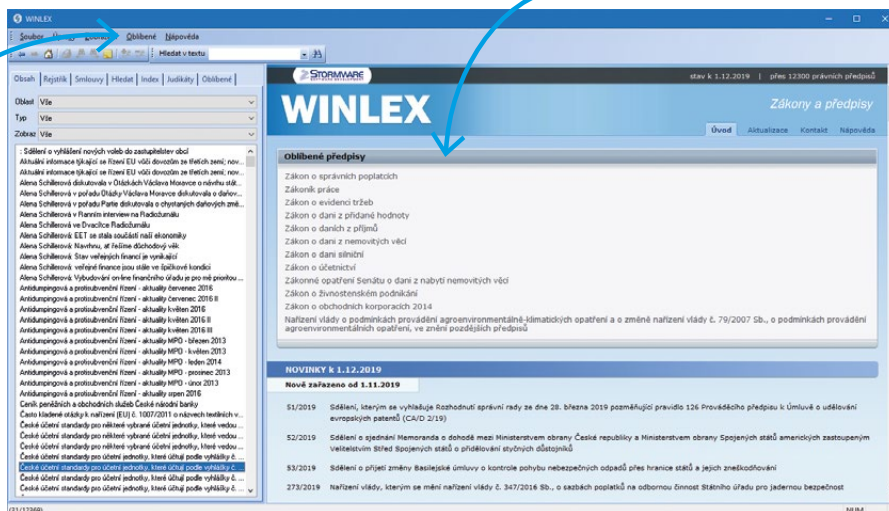 WINLEX
Soubor
Oblíbené Nápověda
Hledat v textu
Obsah Rejstřík Smlouvy Hledat Index Judikáty Oblíbené
Oblast Vše
Typ Vše
Zobraz Vše
: Sdělení o vyhlášení nových voleb do zastupitelstev obcí
Aktuální informace týkající se řízení EU vůči dovozům ze třetích zemí; nov...
Aktuální informace týkající se řízení EU vůči dovozům ze třetích zemí; nov...
Alena Schillerová diskutovala v Otázkách Václava Moravce o návrhu stát...
Alena Schillerová v pořadu Otázky Václava Moravce diskutovala o daňov...
Alena Schillerová v pořadu Partie diskutovala o chystaných daňových změ...
Alena Schillerová v Ranním interview na Radiožurnálu
Alena Schillerová ve Dvacítce Radiožurnálu
Alena Schillerová: EET se stala součástí naší ekonomiky
Alena Schillerová: Navrhnu, ať řešíme důchodový věk
Alena Schillerová: Stav veřejných financí je vynikající
Alena Schillerová: veřejné finance jsou stále ve špičkové kondici
Alena Schillerová: Vybudování on-line finančního úřadu je pro mě prioritou ...
Antidumpingová a protisubvenční řízení - aktuality červenec 2016
Antidumpingová a protisubvenční řízení - aktuality červenec 2016 II
Antidumpingová a protisubvenční řízení - aktuality květen 2016
Antidumpingová a protisubvenční řízení - aktuality květen 2016 II
Antidumpingová a protisubvenční řízení - aktuality květen 2016 III
Antidumpingová a protisubvenční řízení - aktuality MPO - březen 2013
Antidumpingová a protisubvenční řízení - aktuality MPO - květen 2013
Antidumpingová a protisubvenční řízení - aktuality MPO - leden 2014
Antidumpingová a protisubvenční řízení - aktuality MPO - prosinec 2013
Antidumpingová a protisubvenční řízení - aktuality MPO - únor 2013
Antidumpingová a protisubvenční řízení - aktuality srpen 2016
Ceník peněžních a obchodních služeb České národní banky
Často kladené otázky k nařízení (EU) č. 1007/2011 o názvech textilních v...
České účetní standardy pro některé vybrané účetní jednotky, které vedou ...
České účetní standardy pro některé vybrané účetní jednotky, které vedou ...
České účetní standardy pro některé vybrané účetní jednotky, které vedou ...
České účetní standardy pro účetní jednotky, které účtují podle vyhlášky č. ...
České účetní standardy pro účetní jednotky, které účtují podle vyhlášky č. ...
České účetní standardy pro účetní jednotky, které účtují podle vyhlášky č. ...
(31/12369)
STORMWARE
stav k 1.12.2019 | přes 12300 právních předpisů
WINLEX
Zákony a předpisy
Úvod Aktualizace Kontakt Nápověda
Oblíbené předpisy
Zákon o správních poplatcích
Zákoník práce
Zákon o evidenci tržeb
Zákon o dani z přidané hodnoty
Zákon o daních z příjmů
Zákon o dani z nemovitých věcí
Zákon o dani silniční
Zákon o účetnictví
Zákonné opatření Senátu o dani z nabytí nemovitých věcí
Zákon o živnostenském podnikání
Zákon o obchodních korporacích 2014
Nařízení vlády o podmínkách provádění agroenvironmentálně-klimatických opatření a o změně nařízení vlády č. 79/2007 Sb., o podmínkách provádění
agroenvironmentálních opatření, ve znění pozdějších předpisů
NOVINKY k 1.12.2019
Nově zařazeno od 1.11.2019
51/2019 Sdělení, kterým se vyhlašuje Rozhodnutí správní rady ze dne 28. března 2019 pozměňující pravidlo 126 Prováděcího předpisu k Úmluvě o udělování
evropských patentů (CA/D 2/19)
52/2019 Sdělení o sjednání Memoranda o dohodě mezi Ministerstvem obrany České republiky a Ministerstvem obrany Spojených států amerických zastoupeným
Velitelstvím Střed Spojených států o přidělování styčných důstojníků
53/2019 Sdělení o přijetí změny Basilejské úmluvy o kontrole pohybu nebezpečných odpadů přes hranice států a jejich zneškodňování
273/2019 Nařízení vlády, kterým se mění nařízení vlády č. 347/2016 Sb., o sazbách poplatků na odbornou činnost Státního úřadu pro jadernou bezpečnost
NUM